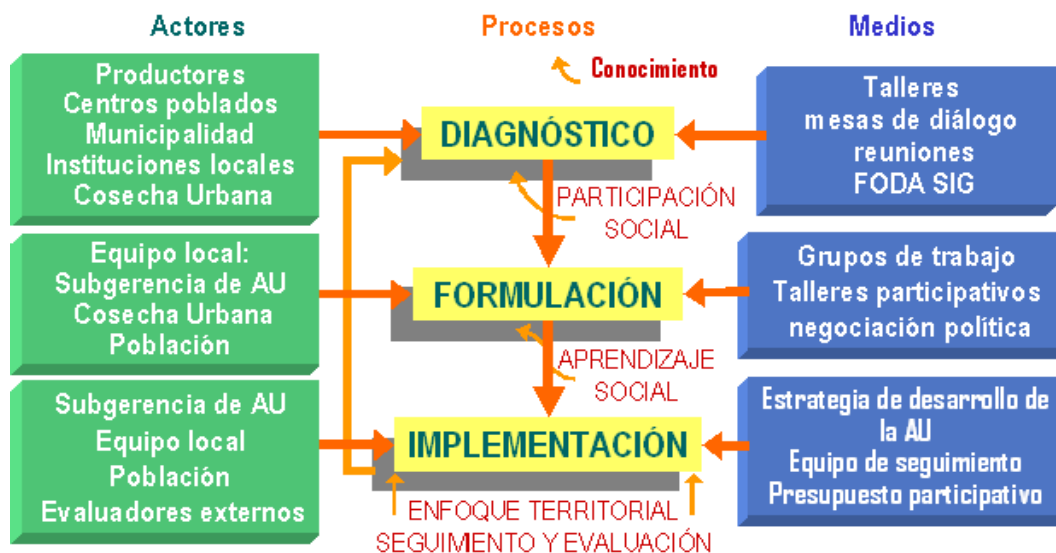 Actores
Procesos
Medios
Conocimiento
Productores
Centros poblados
Municipalidad
Instituciones locales
Cosecha Urbana
DIAGNÓSTICO
Talleres
mesas de diálogo
reuniones
FODA SIG
PARTICIPACIÓN
SOCIAL
Equipo local:
Subgerencia de AU
Cosecha Urbana
Población
FORMULACIÓN
Grupos de trabajo
Talleres participativos
negociación política
APRENDIZAJE
SOCIAL
Subgerencia de AU
Equipo local
Población
Evaluadores externos
IMPLEMENTACIÓN
Estrategia de desarrollo de
la AU
Equipo de seguimiento
Presupuesto participativo
ENFOQUE TERRITORIAL
SEGUIMIENTO Y EVALUACIÓN